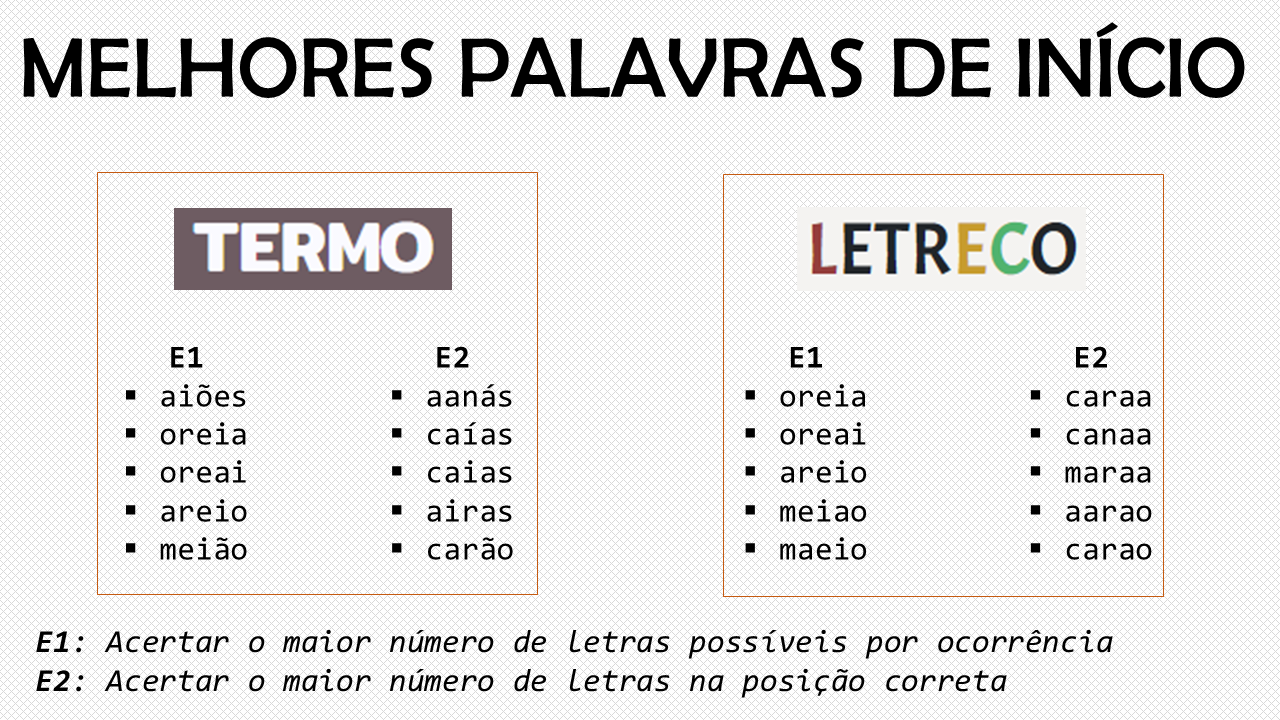 MELHORES PALAVRAS DE INÍCIO
TERMO
E1
▪ aiões
▪ oreia
▪ oreai
▪ areio
▪ meião
E2
▪ aanás
▪ caías
▪ caias
▪ airas
▪ carão
LETRECO
E1
▪ oreia
▪ oreai
▪ areio
▪ meiao
▪ maeio
E2
▪ caraa
▪ canaa
▪ maraa
▪ aarao
▪ carao
E1: Acertar o maior número de letras possíveis por ocorrência
E2: Acertar o maior número de letras na posição correta